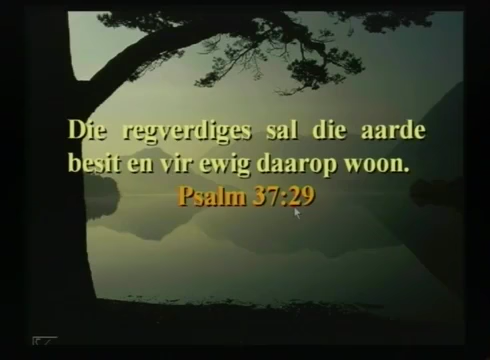 Die regverdiges sal die aarde
besit en vir ewig daarop woon.
Psalm 37:29